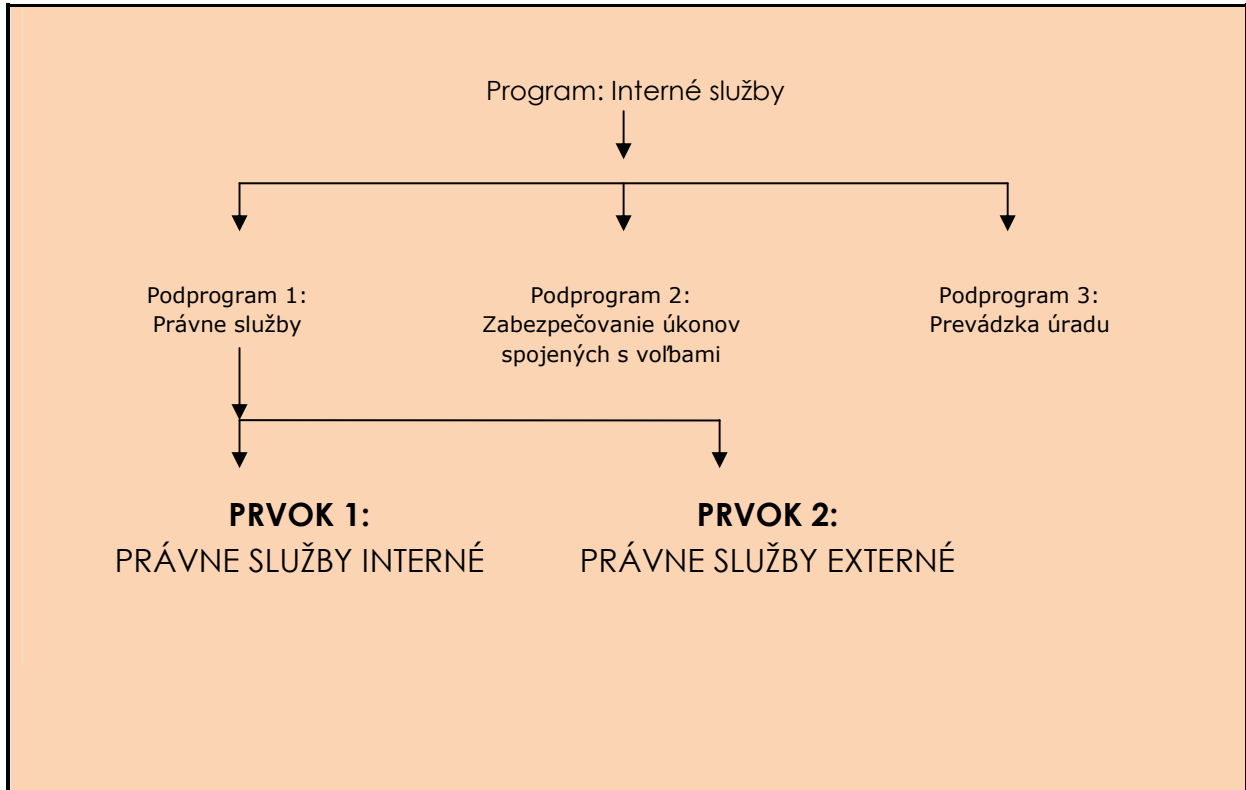 Program: Interné služby
Podprogram 1:
Právne služby
Podprogram 2:
Zabezpečovanie úkonov
spojených s voľbami
Podprogram 3:
Prevádzka úradu
PRVOK 1:
PRÁVNE SLUŽBY INTERNÉ
PRVOK 2:
PRÁVNE SLUŽBY EXTERNÉ